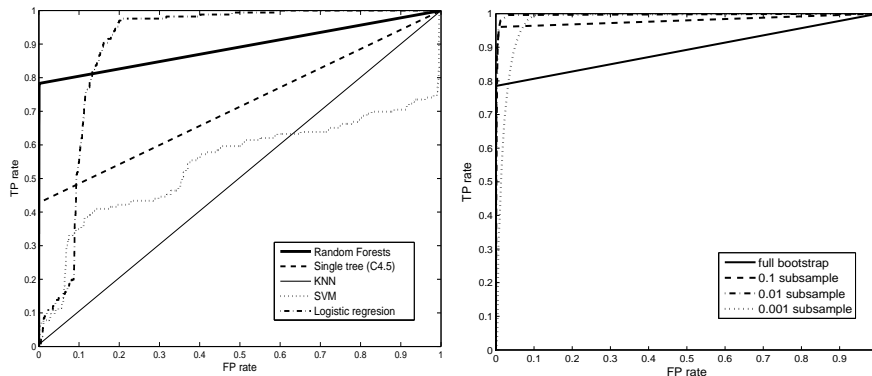 1
0.9
0.8
0.7
0.6
0.5
0.4
0.3
0.2
0.1
0
TP rate
0 0.1 0.2 0.3 0.4 0.5 0.6 0.7 0.8 0.9 1
FP rate
Random Forests
Single tree (C4.5)
KNN
SVM
Logistic regresion
1
0.9
0.8
0.7
0.6
0.5
0.4
0.3
0.2
0.1
0
TP rate
0 0.1 0.2 0.3 0.4 0.5 0.6 0.7 0.8 0.9
FP rate
full bootstrap
0.1 subsample
0.01 subsample
0.001 subsample